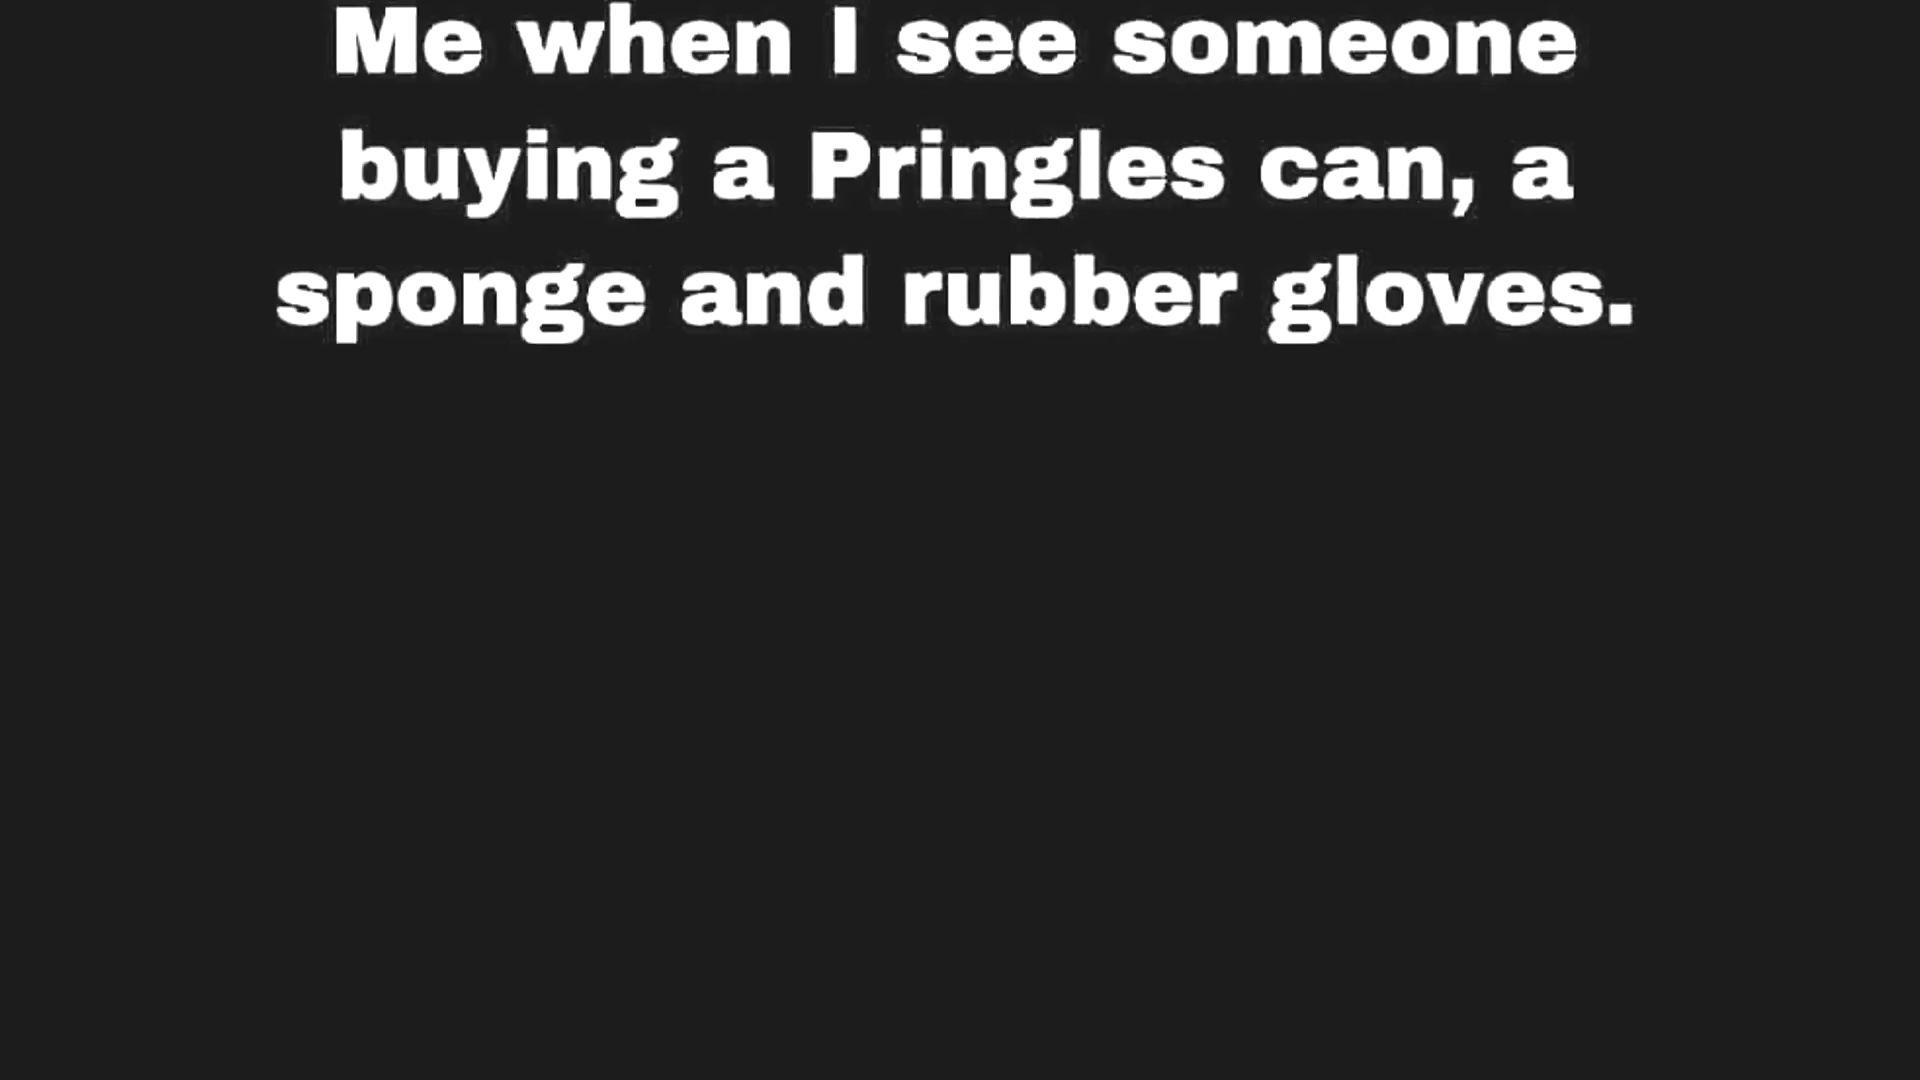 Me when I see someone
buying a Pringles can, a
sponge and rubber gloves.